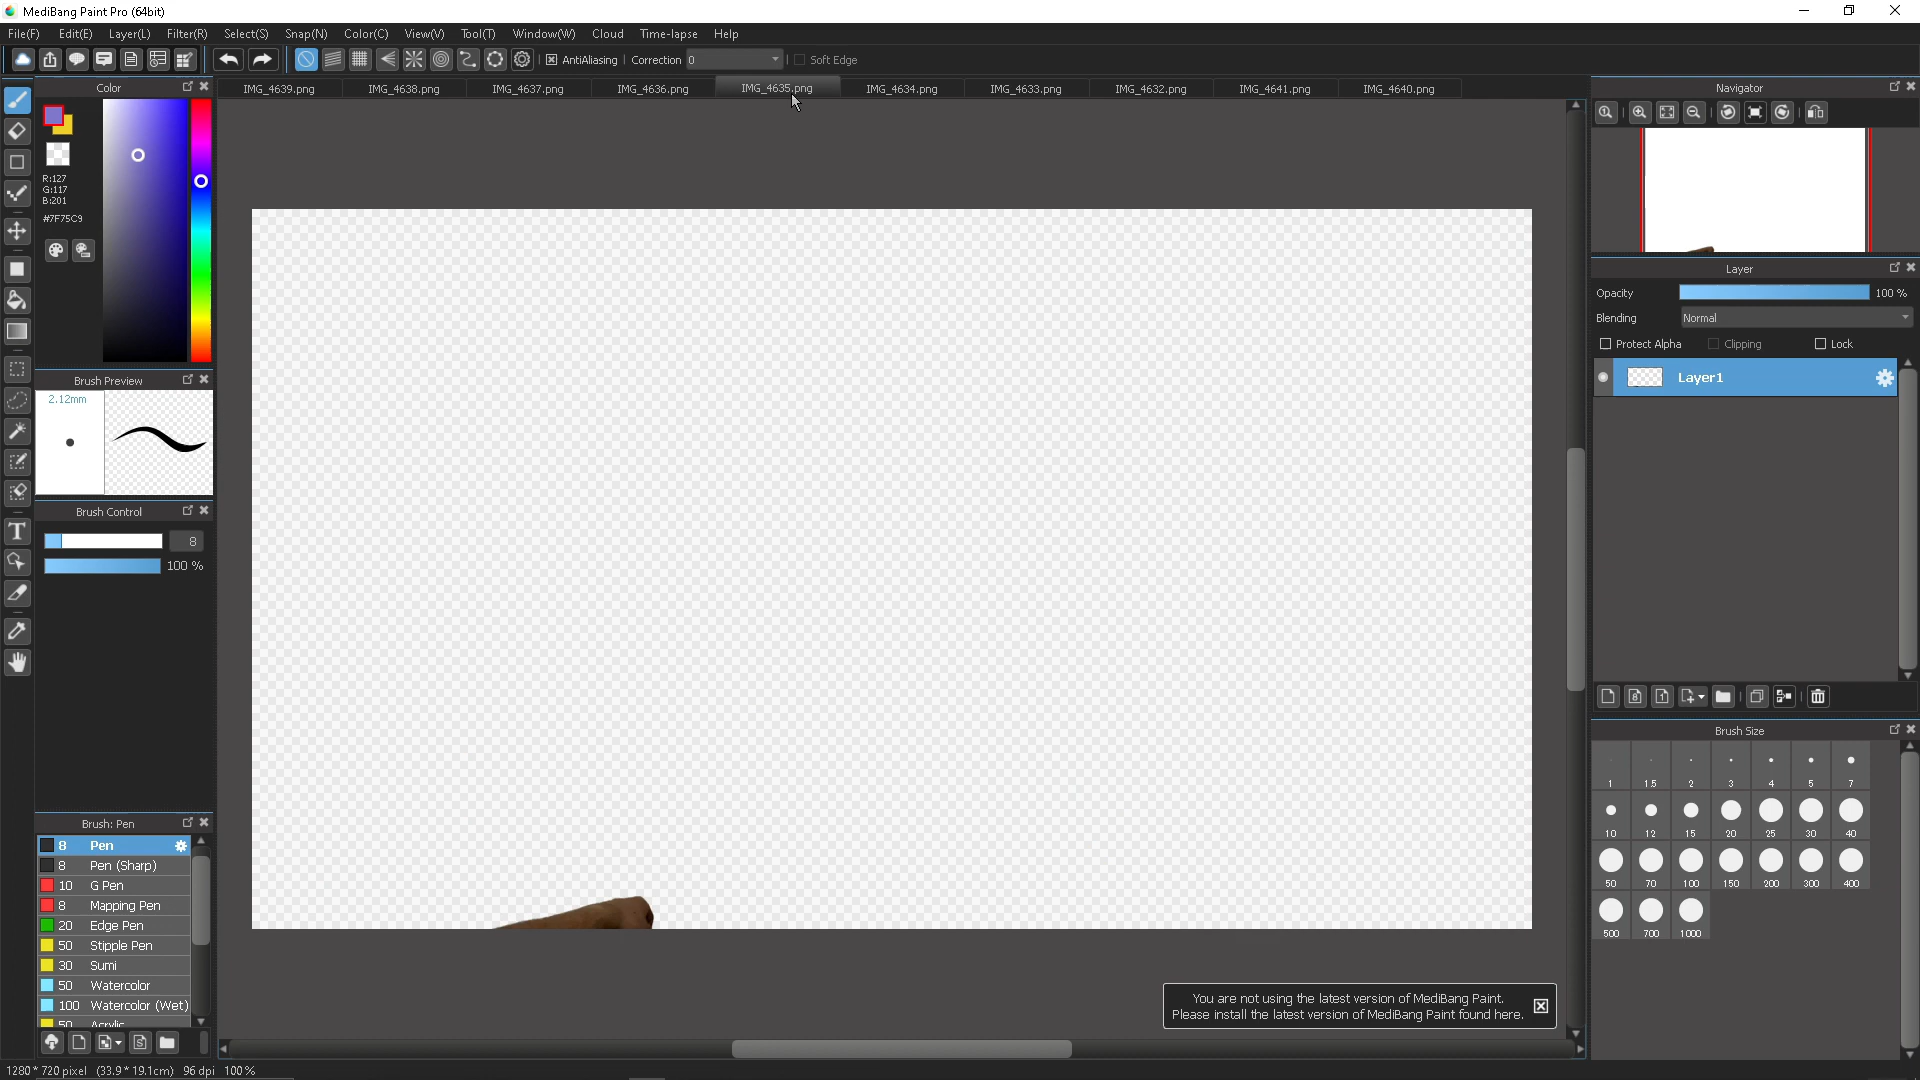 MediBang Paint Pro (64bit)
File(F) Edit(E) Layer(L) Filter(R) Select(S) Snap(N) Color(C) View(V) Tool(T) Window(W) Cloud Time-lapse Help
AntiAliasing Correction 0 Soft Edge
Color
IMG_4639.png IMG_4638.png IMG_4637.png IMG_4636.png IMG_4635.png IMG_4634.png IMG_4633.png IMG_4632.png IMG_4641.png IMG_4640.png
R:127
G:117
B:201
#7F75C9
Brush Preview
2.12mm
Brush Control
8
100 %
Brush: Pen
8 Pen
8 Pen (Sharp)
10 G Pen
8 Mapping Pen
20 Edge Pen
50 Stipple Pen
30 Sumi
50 Watercolor
100 Watercolor (Wet)
50 Acrylic
Navigator
Layer
Opacity 100 %
Blending Normal
Protect Alpha Clipping Lock
Layer1
Brush Size
1 1.5 2 3 4 5 7
10 12 15 20 25 30 40
50 70 100 150 200 300 400
500 700 1000
You are not using the latest version of MediBang Paint.
Please install the latest version of MediBang Paint found here.
1280 * 720 pixel (33.9 * 19.1cm) 96 dpi 100 %